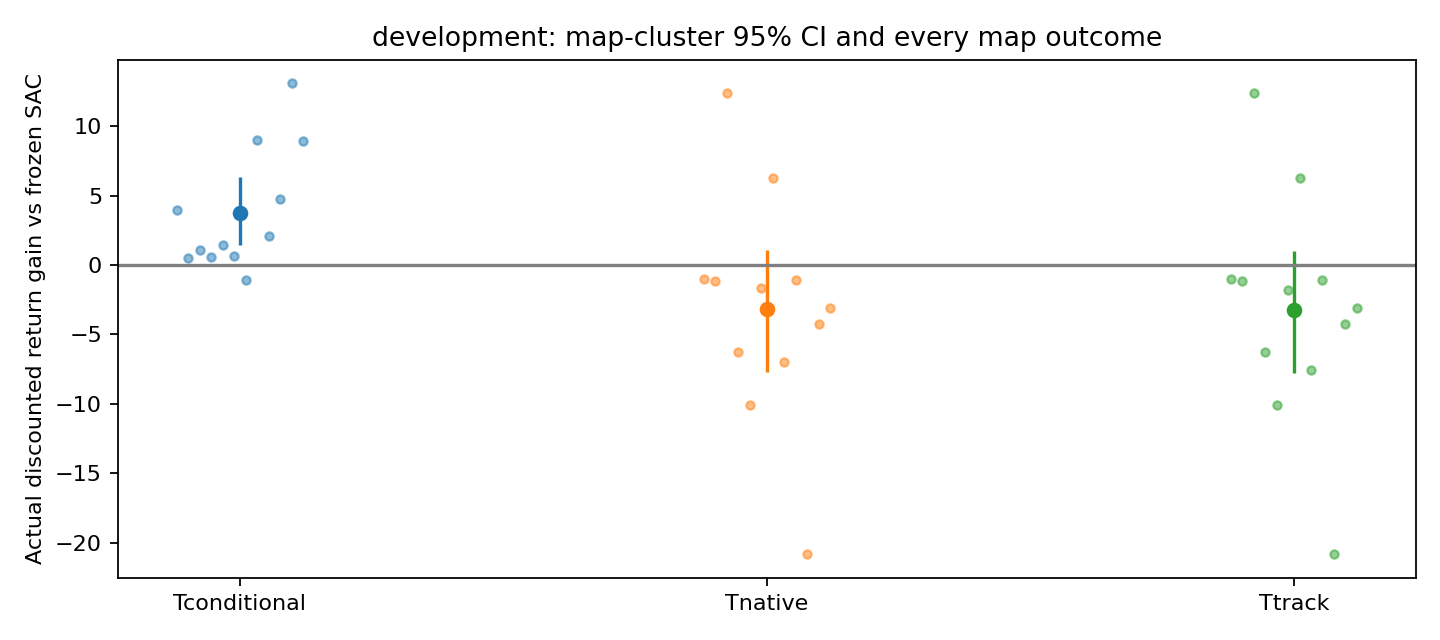 development: map-cluster 95% CI and every map outcome
Actual discounted return gain vs frozen SAC
10
5
0
−5
−10
−15
−20
Tconditional
Tnative
Ttrack